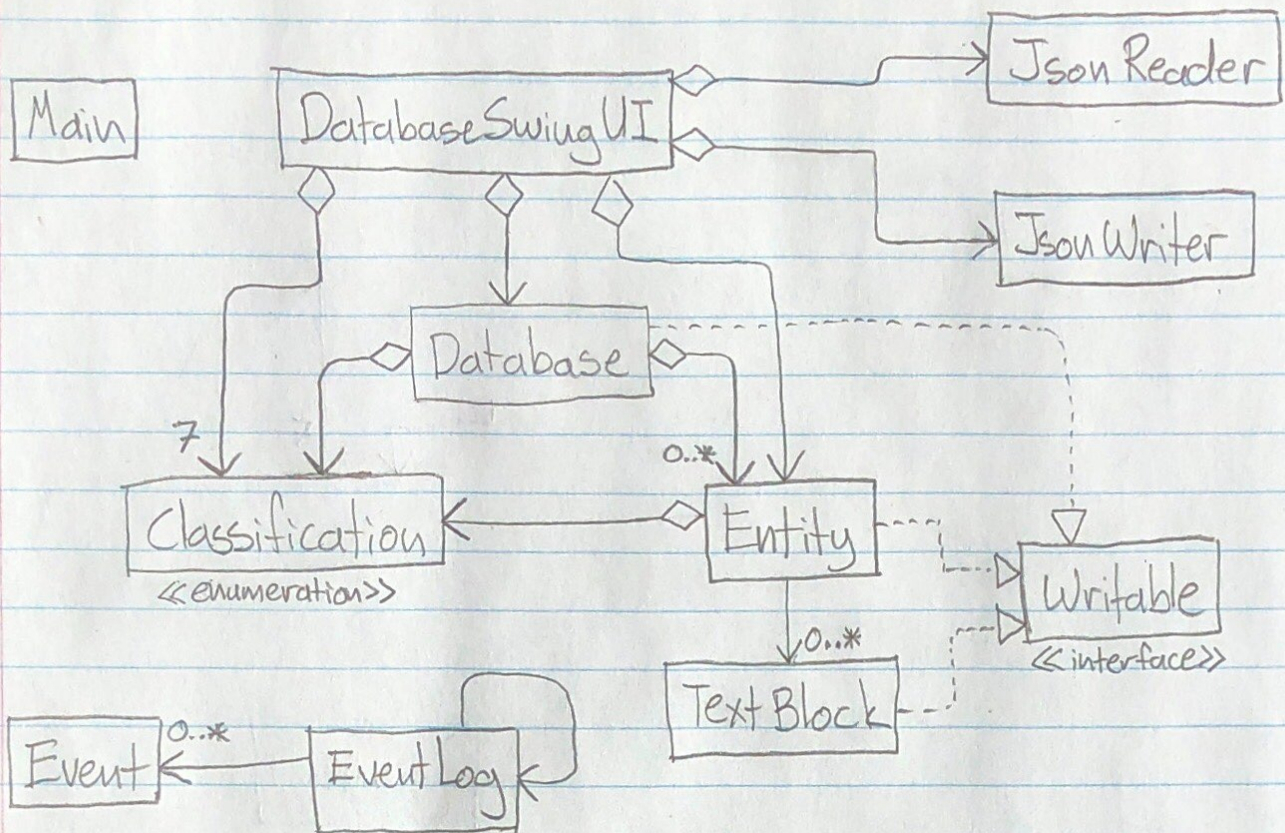 JsonReader
Main
DatabaseSwingUI
JsonWriter
Database
7
0..*
Classification
<<enumeration>>
Entity
Writable
<<interface>>
0..*
TextBlock
0..*
Event
EventLog